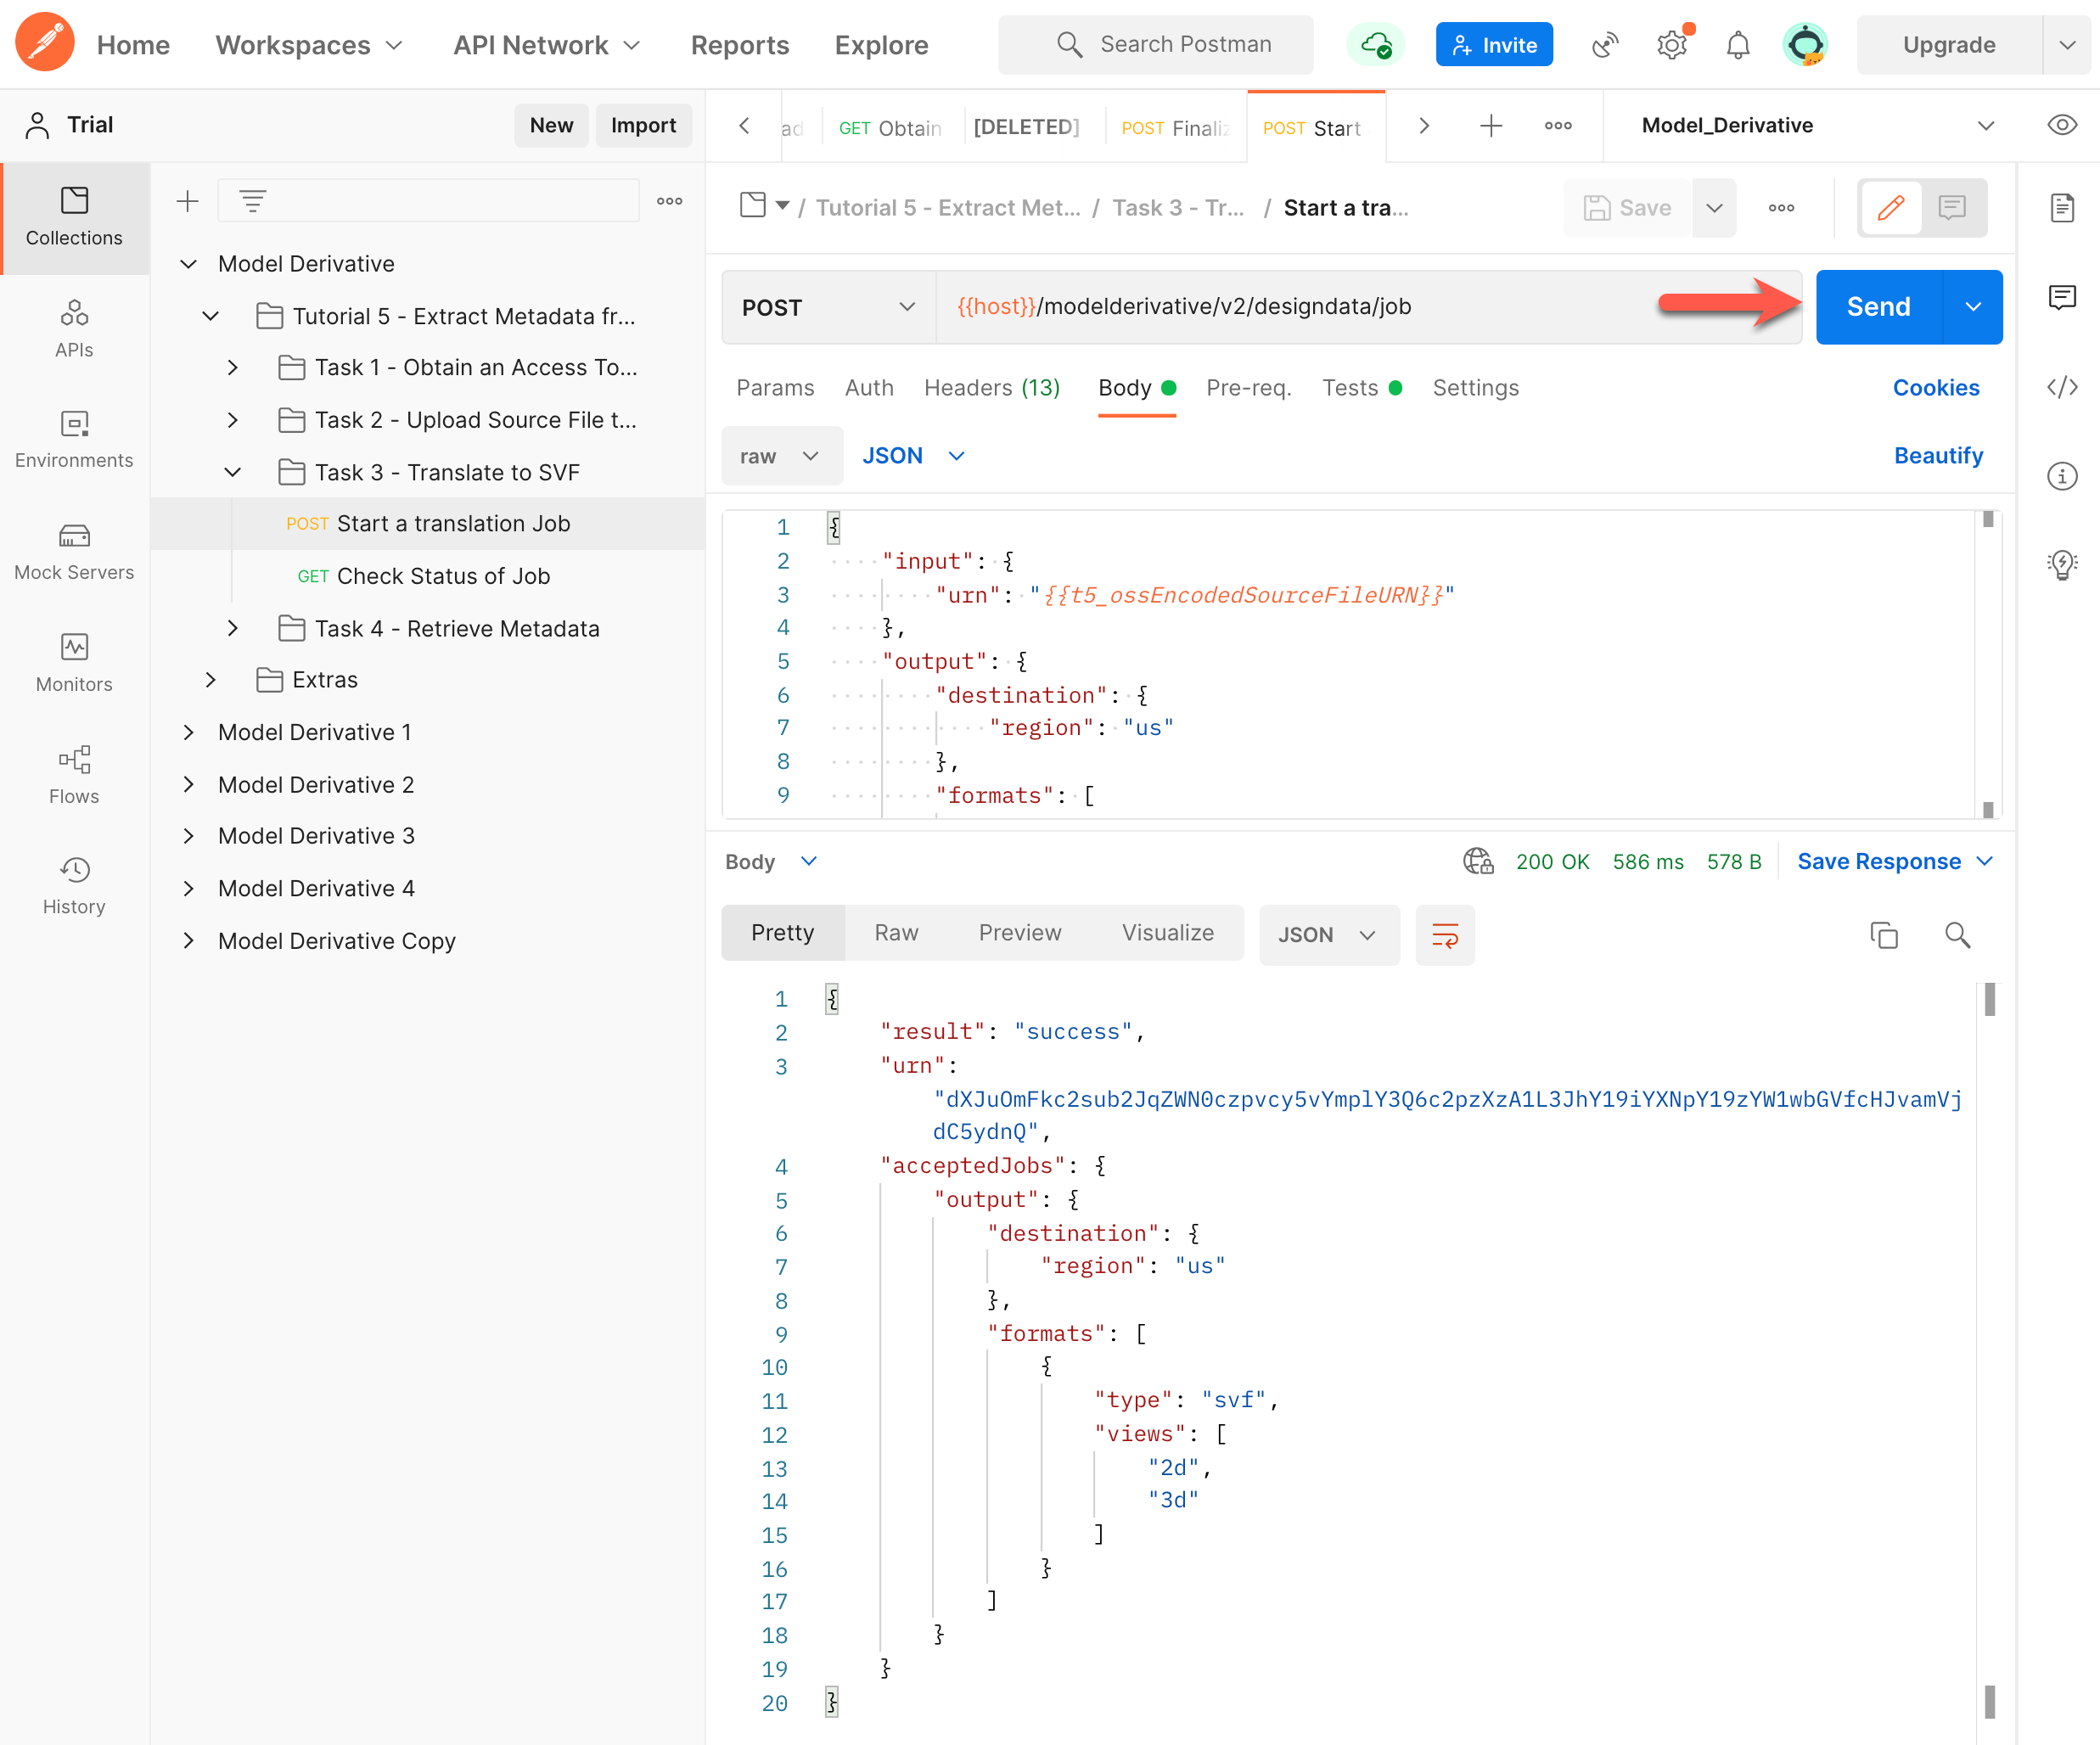 Home Workspaces API Network Reports Explore Search Postman Invite Upgrade
Trial New Import
ad GET Obtain [DELETED] POST Finaliz POST Start Model_Derivative
Collections
APIs
Environments
Mock Servers
Monitors
Flows
History
Model Derivative
Tutorial 5 - Extract Metadata fr...
Task 1 - Obtain an Access To...
Task 2 - Upload Source File t...
Task 3 - Translate to SVF
POST Start a translation Job
GET Check Status of Job
Task 4 - Retrieve Metadata
Extras
Model Derivative 1
Model Derivative 2
Model Derivative 3
Model Derivative 4
Model Derivative Copy
/ Tutorial 5 - Extract Met... / Task 3 - Tr... / Start a tra... Save
POST {{host}}/modelderivative/v2/designdata/job Send
Params Auth Headers (13) Body Pre-req. Tests Settings Cookies
raw JSON Beautify
1 {
2 "input": {
3 "urn": "{{t5_ossEncodedSourceFileURN}}"
4 },
5 "output": {
6 "destination": {
7 "region": "us"
8 },
9 "formats": [
Body 200 OK 586 ms 578 B Save Response
Pretty Raw Preview Visualize JSON
1 {
2 "result": "success",
3 "urn":
"dXJuOmFkc2sub2JqZWN0czpvcy5vYmplY3Q6c2pzXzA1L3JhY19iYXNpY19zYW1wbGVfcHJvamVj
dC5ydnQ",
4 "acceptedJobs": {
5 "output": {
6 "destination": {
7 "region": "us"
8 },
9 "formats": [
10 {
11 "type": "svf",
12 "views": [
13 "2d",
14 "3d"
15 ]
16 }
17 ]
18 }
19 }
20 }